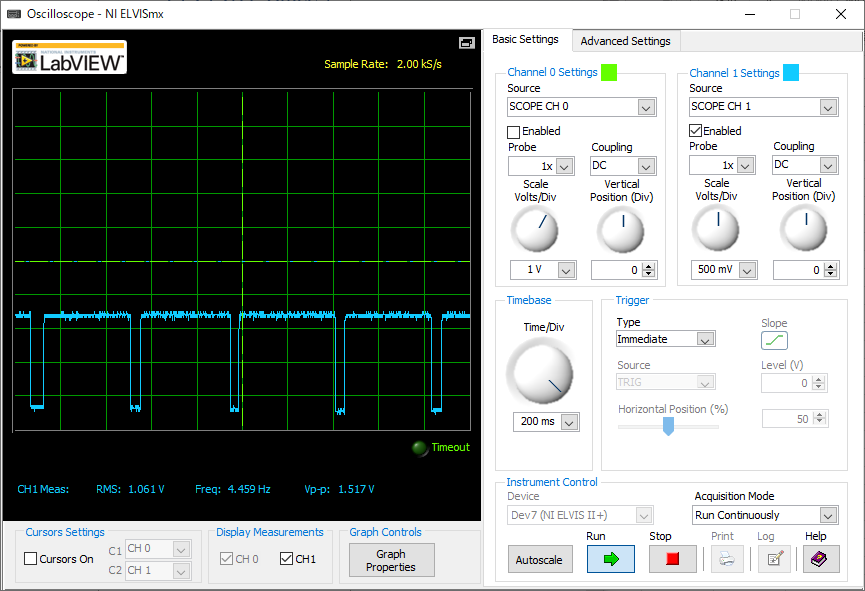 Oscilloscope - NI ELVISmx
POWERED BY
NATIONAL INSTRUMENTS
LabVIEW™
Sample Rate: 2.00 kS/s
Timeout
CH1 Meas: RMS: 1.061 V Freq: 4.459 Hz Vp-p: 1.517 V
Cursors Settings
Cursors On
C1 CH 0
C2 CH 1
Display Measurements
CH 0 CH1
Graph Controls
Graph
Properties
Basic Settings Advanced Settings
Channel 0 Settings
Source
SCOPE CH 0
Enabled
Probe Coupling
1x DC
Scale Vertical
Volts/Div Position (Div)
1 V 0
Channel 1 Settings
Source
SCOPE CH 1
Enabled
Probe Coupling
1x DC
Scale Vertical
Volts/Div Position (Div)
500 mV 0
Timebase
Time/Div
200 ms
Trigger
Type Slope
Immediate
Source Level (V)
TRIG 0
Horizontal Position (%)
50
Instrument Control
Device Acquisition Mode
Dev7 (NI ELVIS II+) Run Continuously
Run Stop Print Log Help
Autoscale